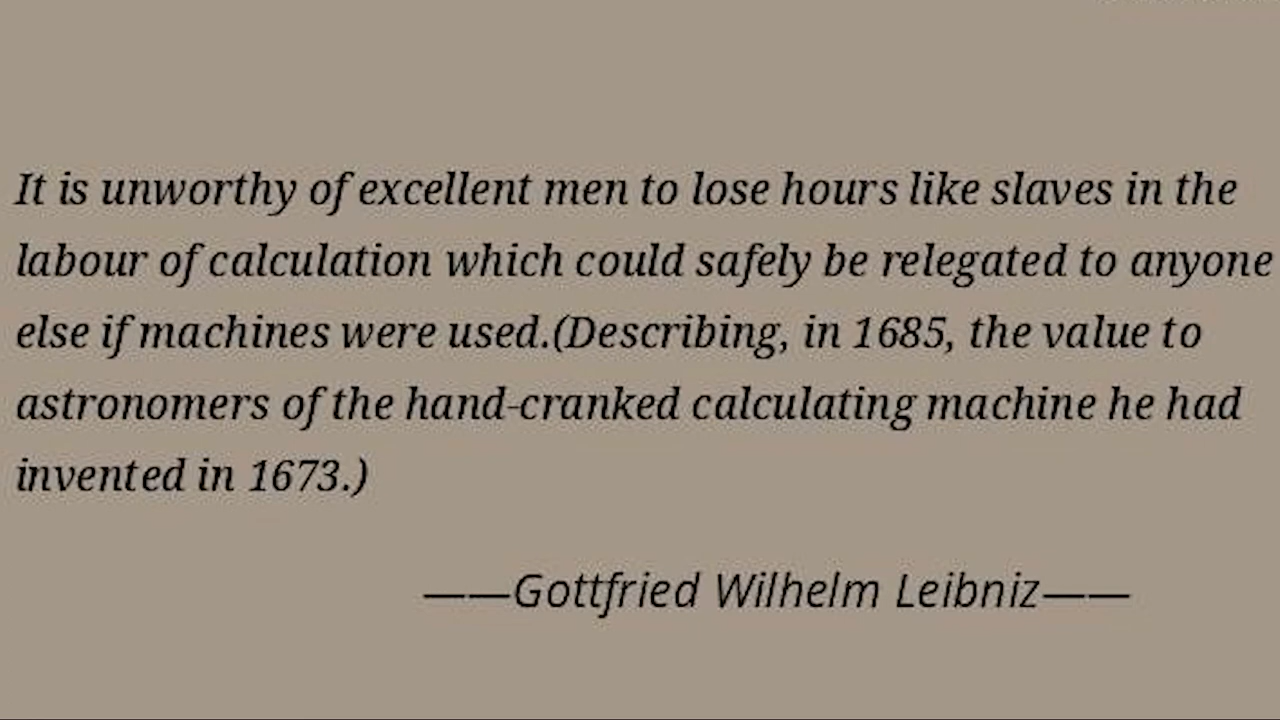 It is unworthy of excellent men to lose hours like slaves in the
labour of calculation which could safely be relegated to anyone
else if machines were used.(Describing, in 1685, the value to
astronomers of the hand-cranked calculating machine he had
invented in 1673.)
——Gottfried Wilhelm Leibniz——